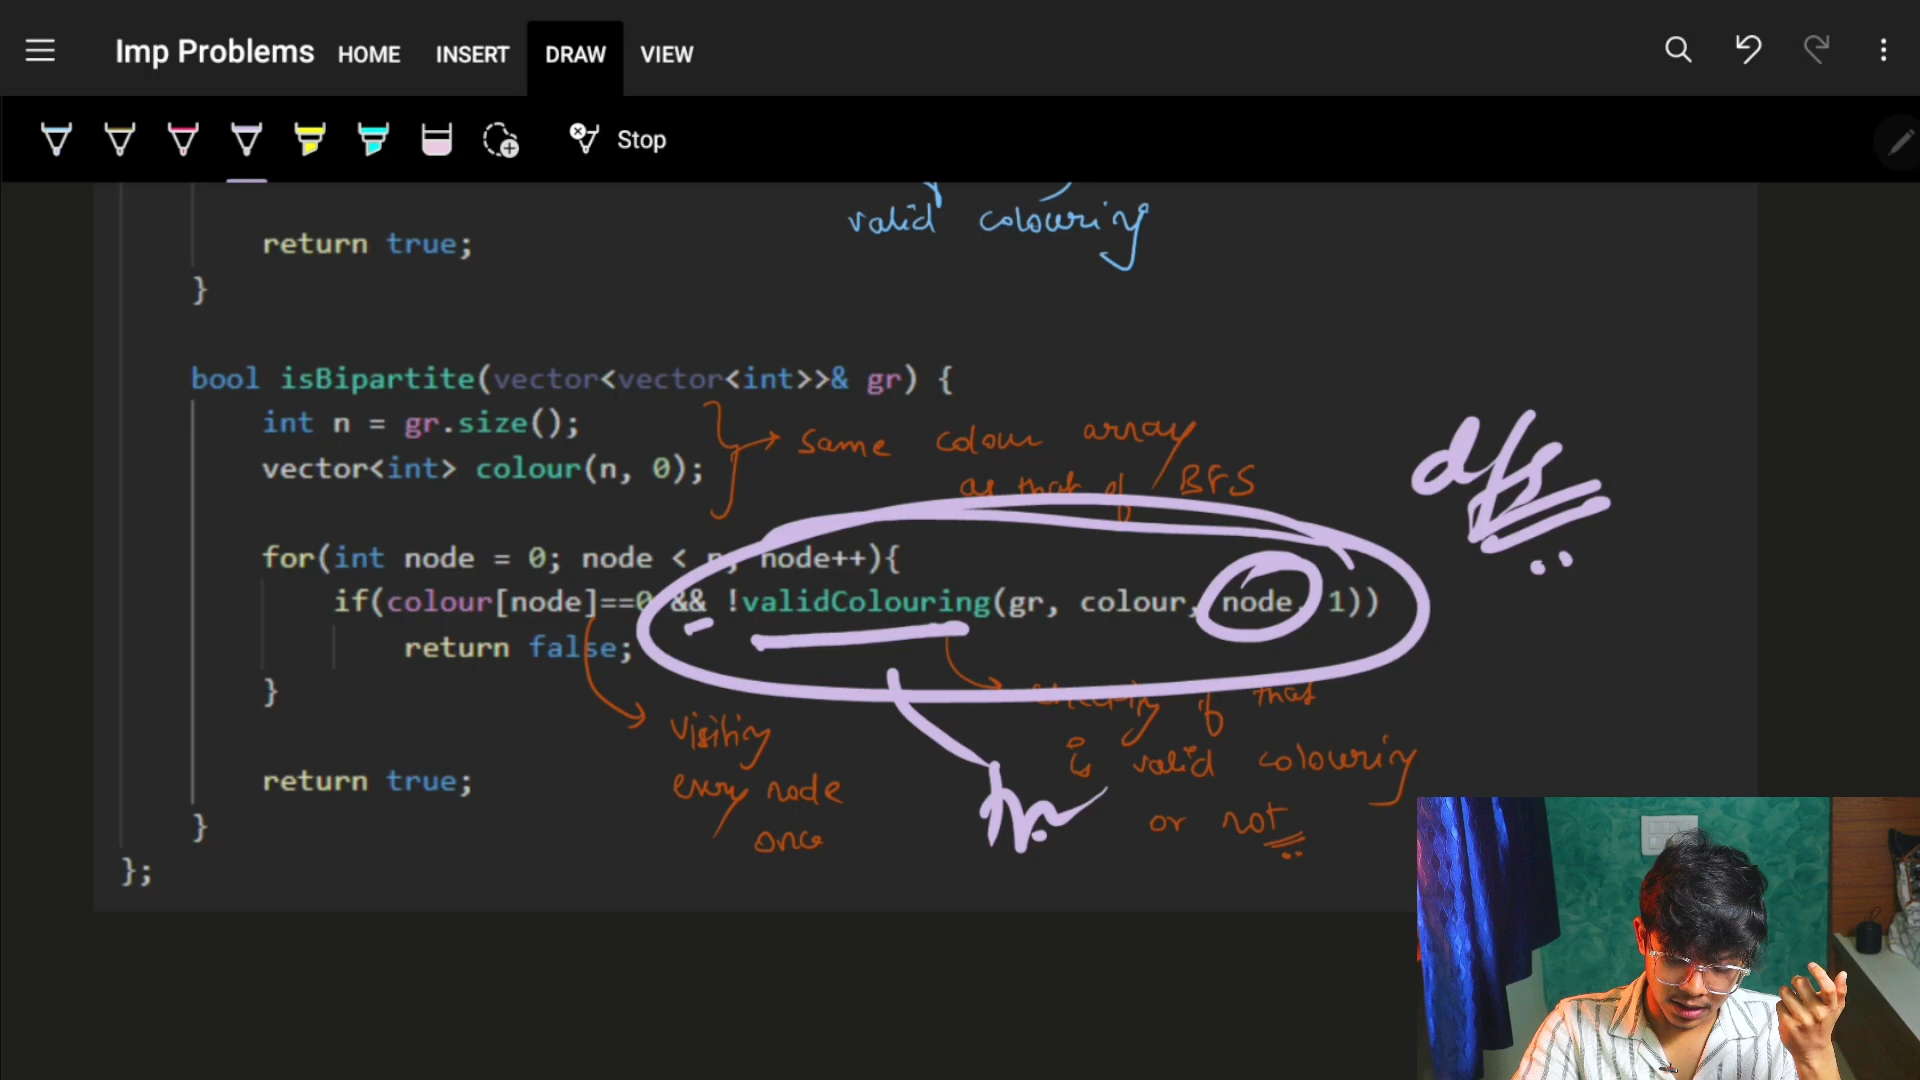 Imp Problems HOME INSERT DRAW VIEW
Stop
valid colouring
return true;
}
bool isBipartite(vector<vector<int>>& gr) {
int n = gr.size();
vector<int> colour(n, 0);
same colour array
as that of BFS
dfs
for(int node = 0; node < n, node++){
if(colour[node]==0 && !validColouring(gr, colour, node, 1))
return false;
}
checking if that
is valid colouring
or not
visiting
every node
once
return true;
}
};